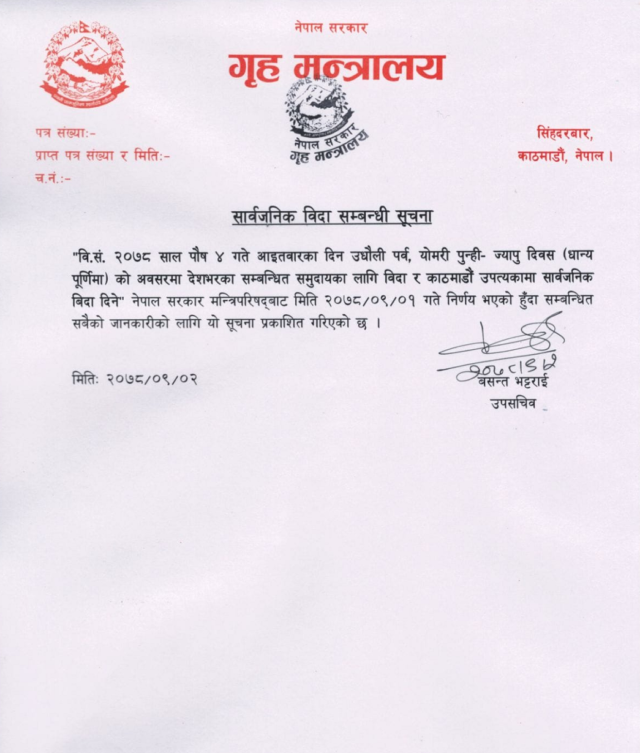 नेपाल सरकार
गृह मन्त्रालय
नेपाल सरकार
गृह मन्त्रालय
पत्र संख्याः-
प्राप्त पत्र संख्या र मितिः-
च.नं.:-
सिंहदरबार,
काठमाडौं, नेपाल ।
सार्वजनिक विदा सम्बन्धी सूचना
"वि.सं. २०७८ साल पौष ४ गते आइतबारका दिन उधौली पर्व, योमरी पुन्ही- ज्यापु दिवस (धान्य
पूर्णिमा) को अवसरमा देशभरका सम्बन्धित समुदायका लागि विदा र काठमाडौं उपत्यकामा सार्वजनिक
विदा दिने" नेपाल सरकार मन्त्रिपरिषद्बाट मिति २०७८/०९/०१ गते निर्णय भएको हुँदा सम्बन्धित
सबैको जानकारीको लागि यो सूचना प्रकाशित गरिएको छ ।
मितिः २०७८/०९/०२
२०७८।९।२
बसन्त भट्टराई
उपसचिव